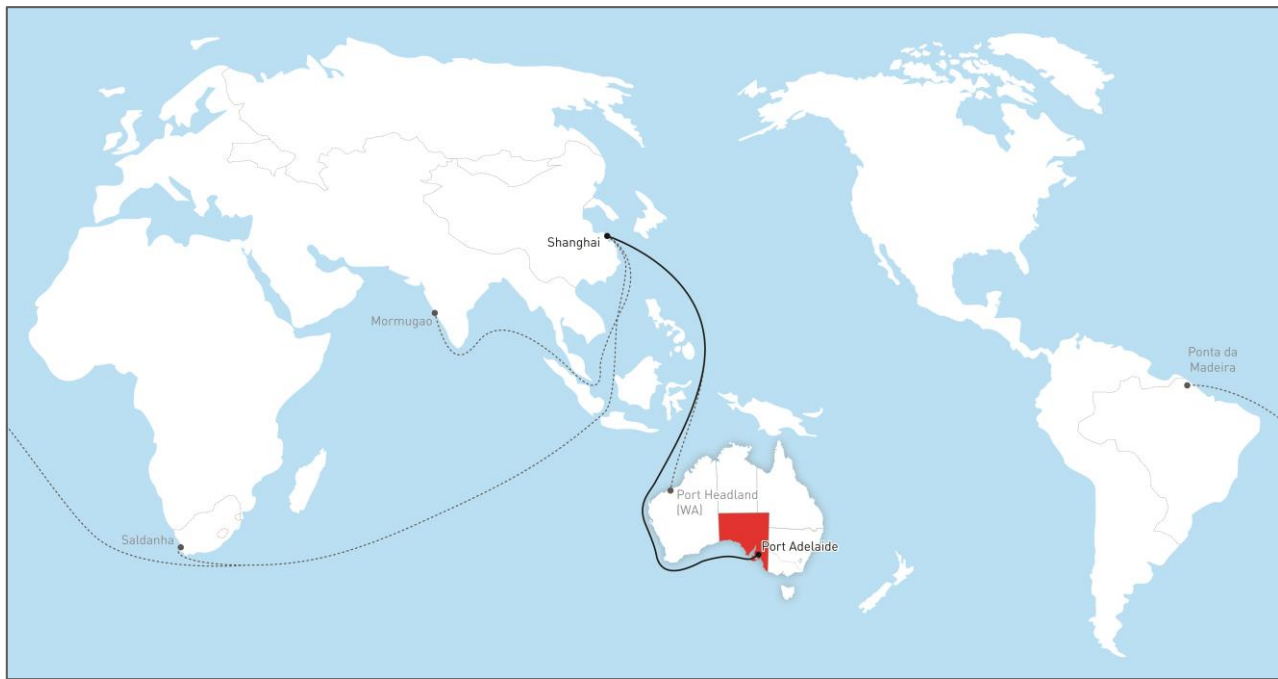 Shanghai
Mormugao
Ponta da
Madeira
Port Headland
(WA)
Saldanha
Port Adelaide